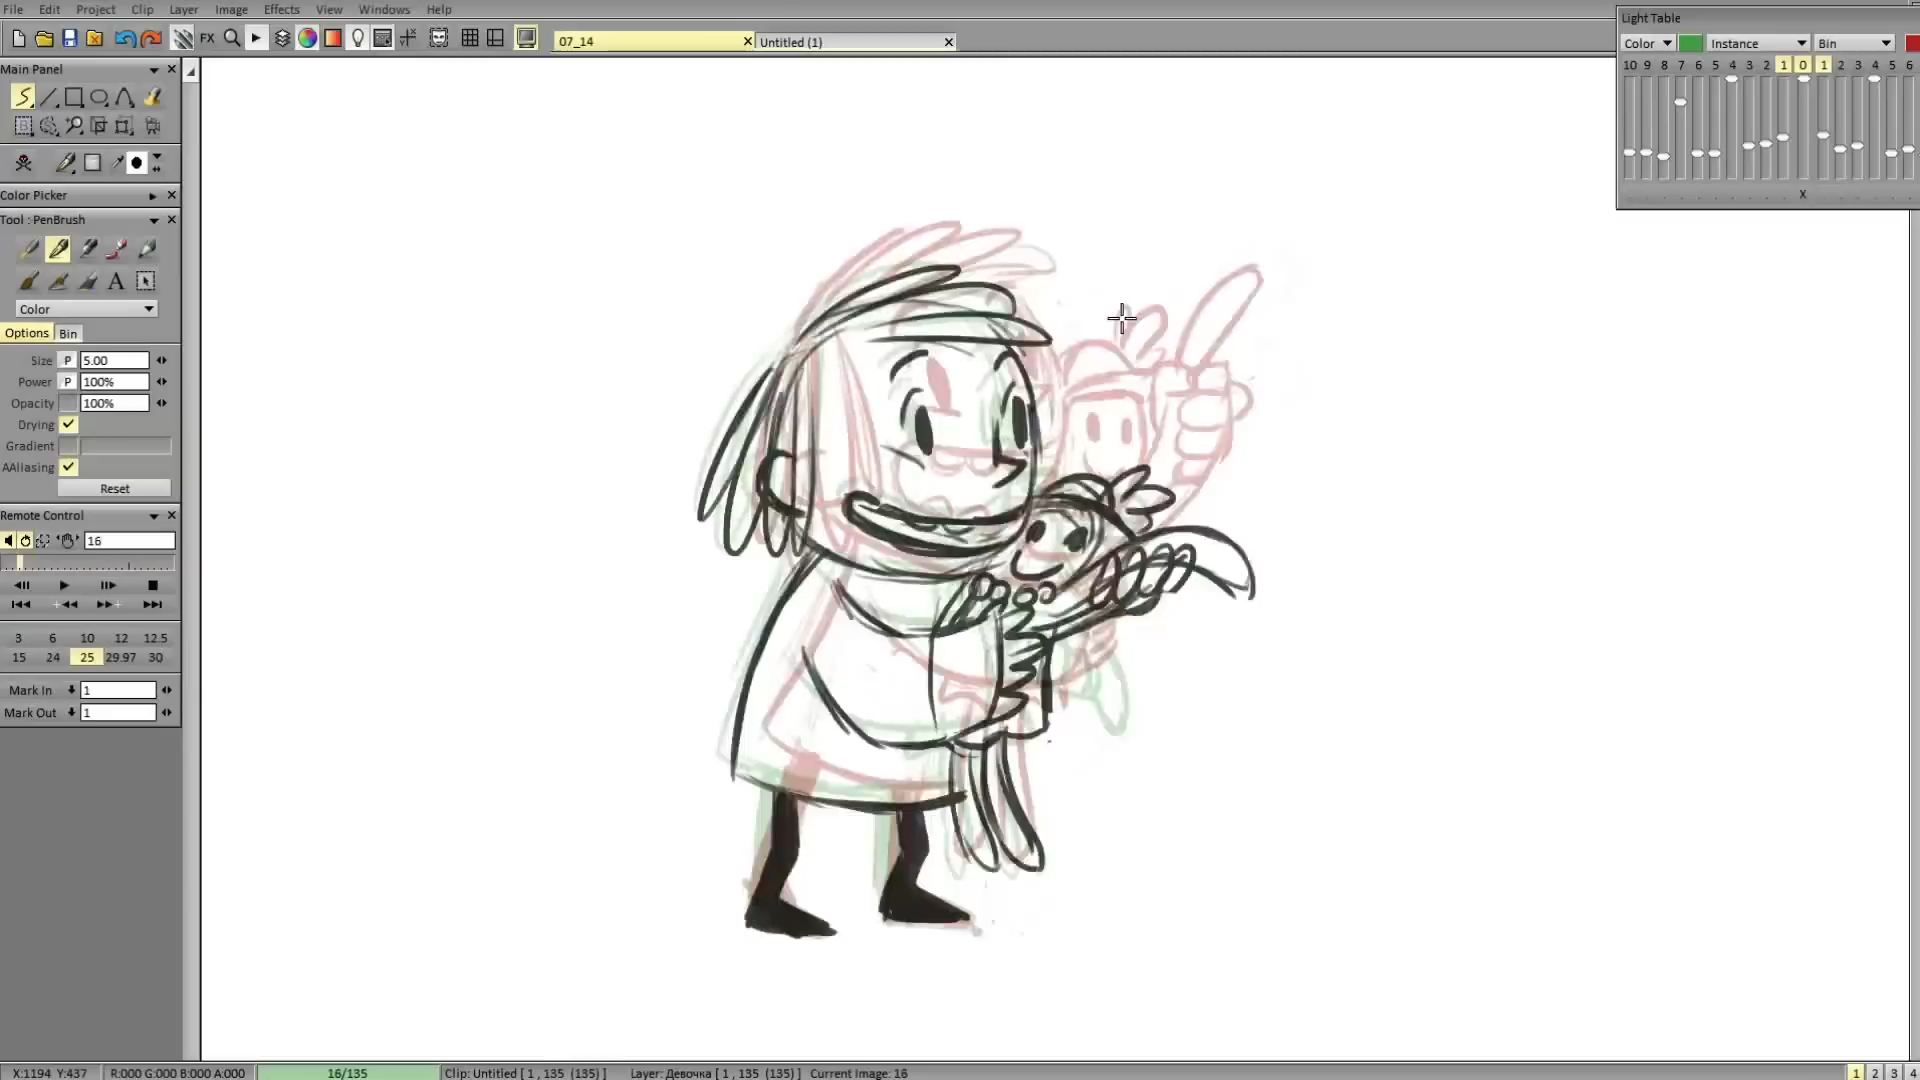 File Edit Project Clip Layer Image Effects View Windows Help
Light Table
FX
07_14
Untitled (1)
Color Instance Bin
10 9 8 7 6 5 4 3 2 1 0 1 2 3 4 5 6
X
Main Panel
Color Picker
Tool : PenBrush
A
Color
Options Bin
Size P 5.00
Power P 100%
Opacity 100%
Drying
Gradient
AAliasing
Reset
Remote Control
16
3 6 10 12 12.5
15 24 25 29.97 30
Mark In 1
Mark Out 1
X:1194 Y:437 R:000 G:000 B:000 A:000 16/135 Clip: Untitled [ 1 , 135 (135) ] Layer: Девочка [ 1 , 135 (135) ] Current Image: 16 1 2 3 4